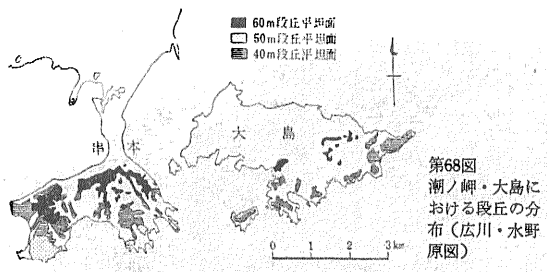 60m段丘平坦面
50m段丘平坦面
40m段丘平坦面
串本
大島
第68図
潮ノ岬・大島に
おける段丘の分
布(広川・水野
原図)
0 1 2 3km